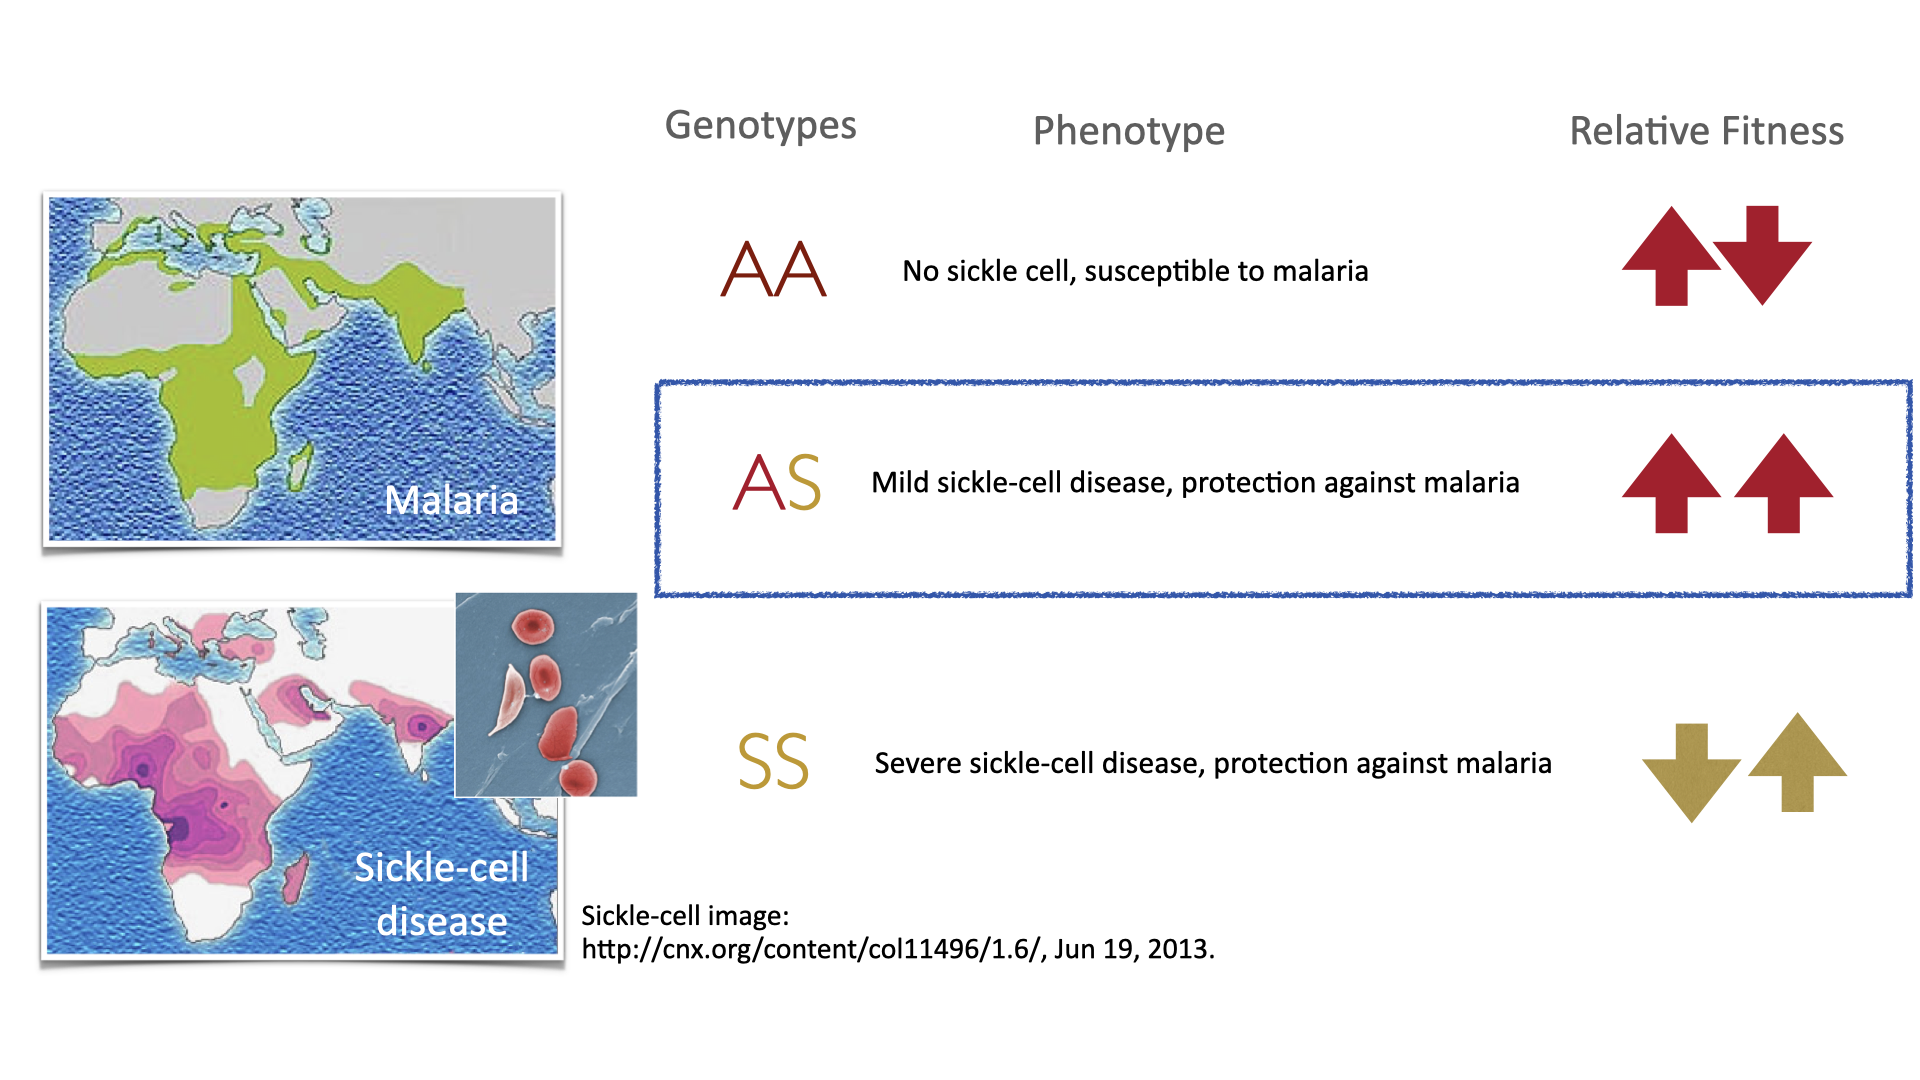 Genotypes
Phenotype
Relative Fitness
AA
No sickle cell, susceptible to malaria
Malaria
AS
Mild sickle-cell disease, protection against malaria
SS
Severe sickle-cell disease, protection against malaria
Sickle-cell
disease
Sickle-cell image:
http://cnx.org/content/col11496/1.6/, Jun 19, 2013.